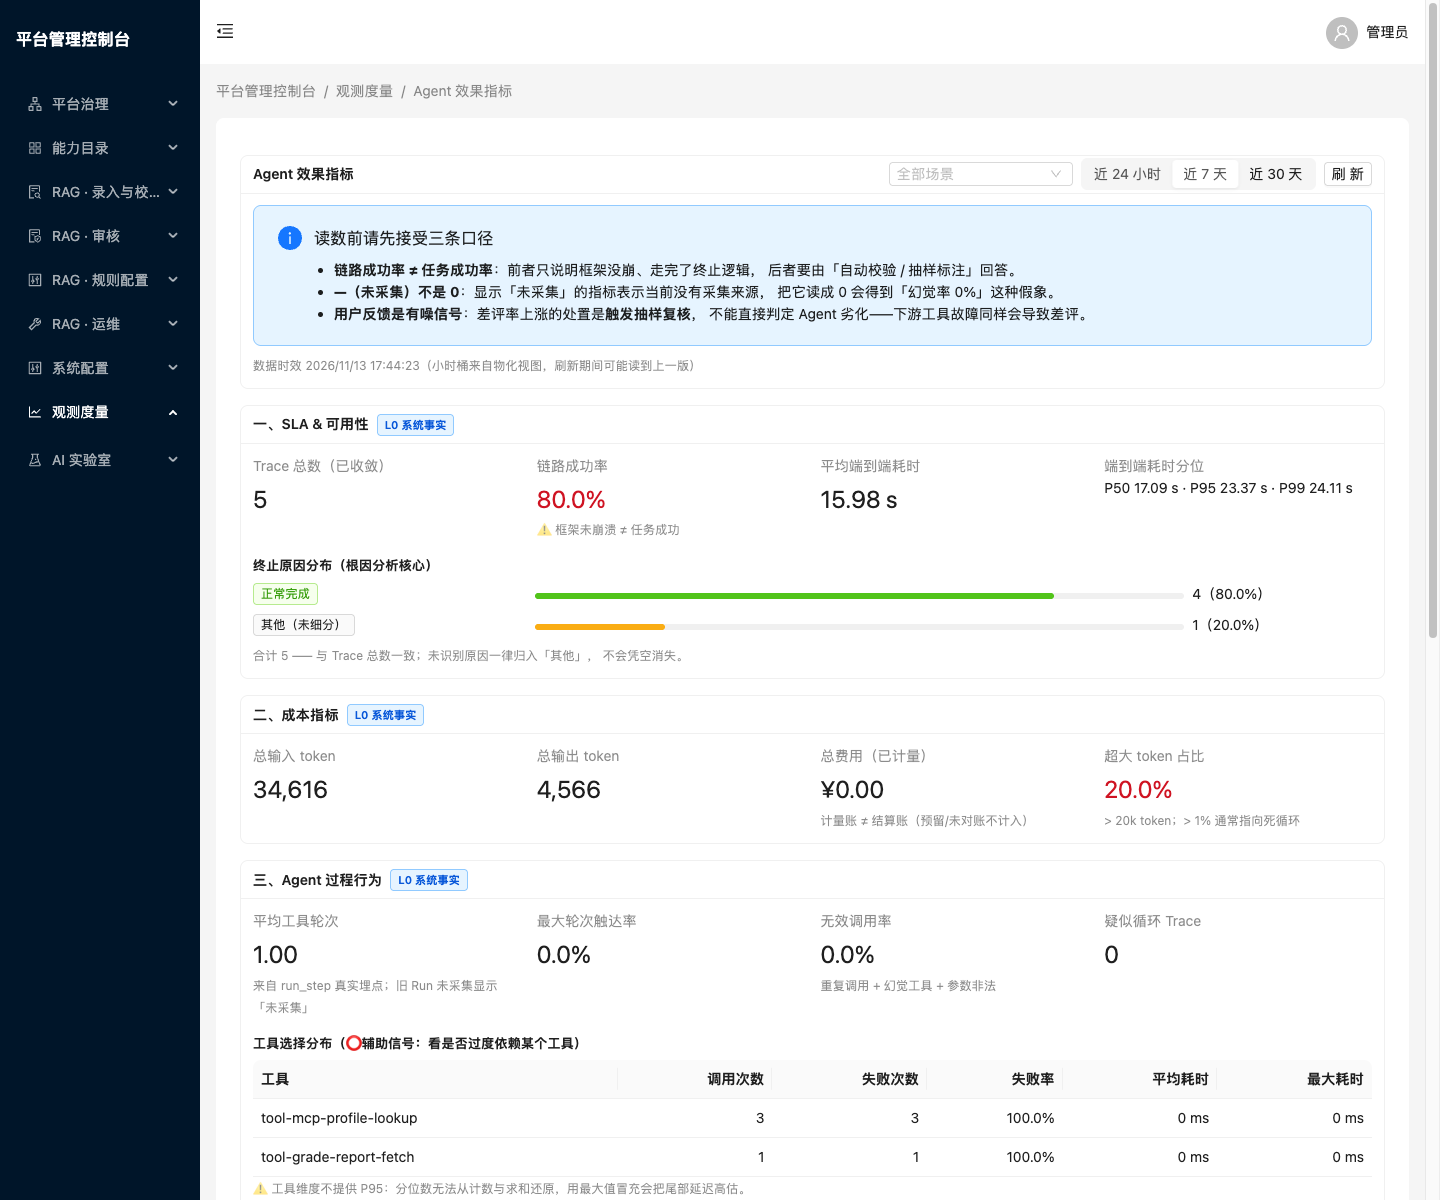 平台管理控制台
管理员
平台治理
能力目录
RAG · 录入与校...
RAG · 审核
RAG · 规则配置
RAG · 运维
系统配置
观测度量
AI 实验室
平台管理控制台 / 观测度量 / Agent 效果指标
Agent 效果指标
全部场景
近 24 小时 近 7 天 近 30 天
刷 新
读数前请先接受三条口径
• 链路成功率 ≠ 任务成功率：前者只说明框架没崩、走完了终止逻辑， 后者要由「自动校验 / 抽样标注」回答。
• —（未采集）不是 0：显示「未采集」的指标表示当前没有采集来源， 把它读成 0 会得到「幻觉率 0%」这种假象。
• 用户反馈是有噪信号：差评率上涨的处置是触发抽样复核， 不能直接判定 Agent 劣化——下游工具故障同样会导致差评。
数据时效 2026/11/13 17:44:23（小时桶来自物化视图，刷新期间可能读到上一版）
一、SLA & 可用性 L0 系统事实
Trace 总数（已收敛） 链路成功率 平均端到端耗时 端到端耗时分位
5 80.0% 15.98 s P50 17.09 s · P95 23.37 s · P99 24.11 s
⚠️ 框架未崩溃 ≠ 任务成功
终止原因分布（根因分析核心）
正常完成 4（80.0%）
其他（未细分） 1（20.0%）
合计 5 —— 与 Trace 总数一致；未识别原因一律归入「其他」， 不会凭空消失。
二、成本指标 L0 系统事实
总输入 token 总输出 token 总费用（已计量） 超大 token 占比
34,616 4,566 ¥0.00 20.0%
计量账 ≠ 结算账（预留/未对账不计入） > 20k token；> 1% 通常指向死循环
三、Agent 过程行为 L0 系统事实
平均工具轮次 最大轮次触达率 无效调用率 疑似循环 Trace
1.00 0.0% 0.0% 0
来自 run_step 真实埋点；旧 Run 未采集显示 重复调用 + 幻觉工具 + 参数非法
「未采集」
工具选择分布（⭕辅助信号：看是否过度依赖某个工具）
工具 调用次数 失败次数 失败率 平均耗时 最大耗时
tool-mcp-profile-lookup 3 3 100.0% 0 ms 0 ms
tool-grade-report-fetch 1 1 100.0% 0 ms 0 ms
⚠️ 工具维度不提供 P95：分位数无法从计数与求和还原，用最大值冒充会把尾部延迟高估。